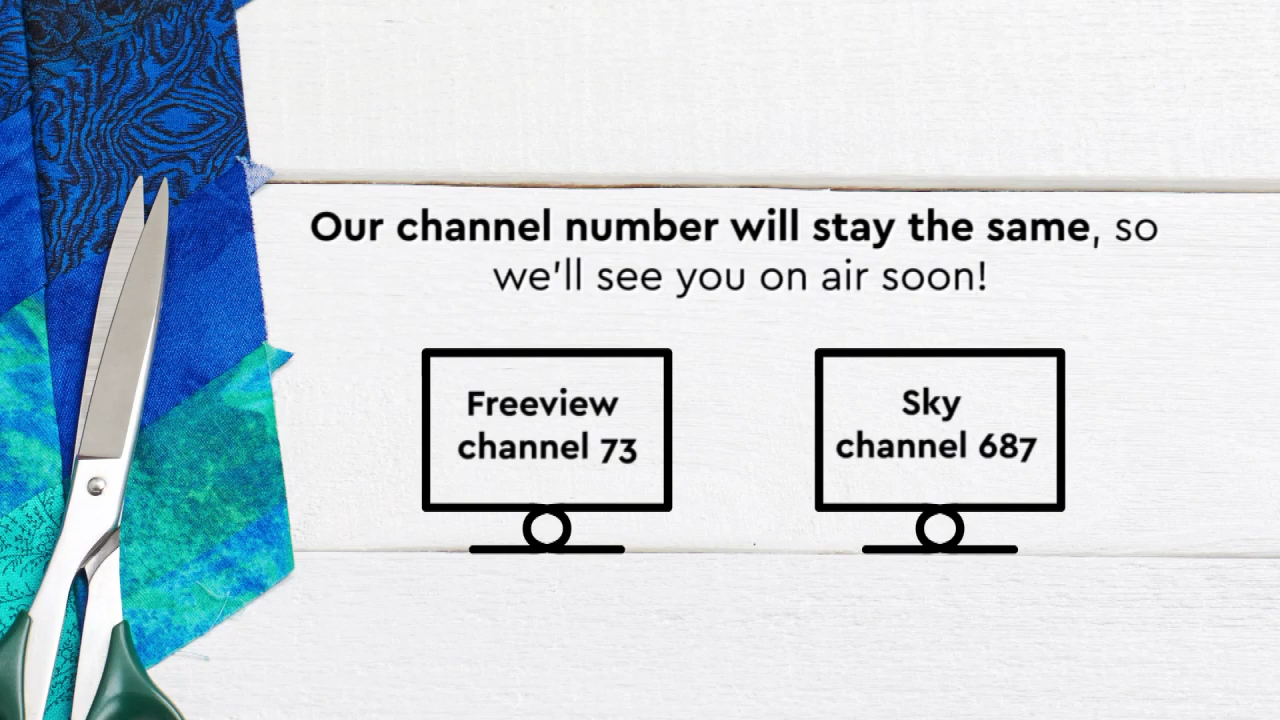 Our channel number will stay the same, so
we'll see you on air soon!
Freeview
channel 73
Sky
channel 687